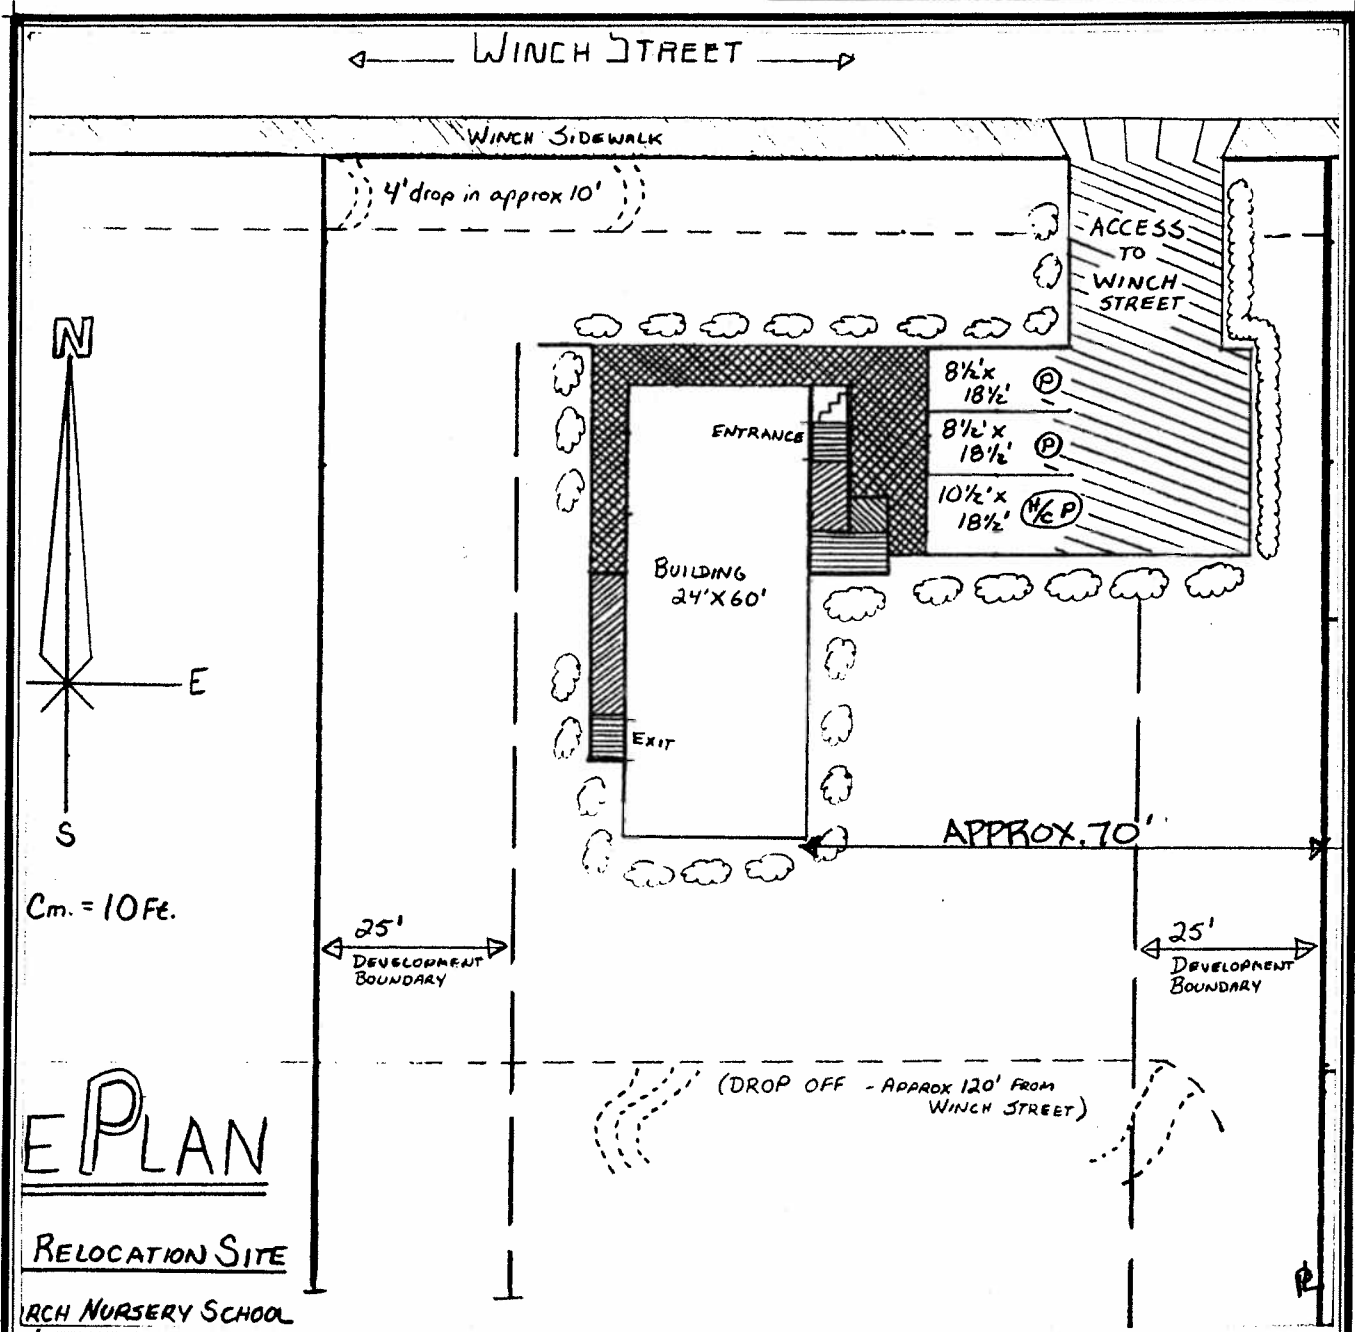 WINCH STREET
WINCH SIDEWALK
4' drop in approx 10'
ACCESS
TO
WINCH
STREET
N
8½' x
18½' P
ENTRANCE
8½' x
18½' P
10½' x
18½' H/C P
BUILDING
24' X 60'
E
EXIT
S
APPROX. 70'
Cm. = 10 Ft.
25'
DEVELOPMENT
BOUNDARY
25'
DEVELOPMENT
BOUNDARY
(DROP OFF - APPROX 120' FROM
WINCH STREET)
E PLAN
RELOCATION SITE
RCH NURSERY SCHOOL